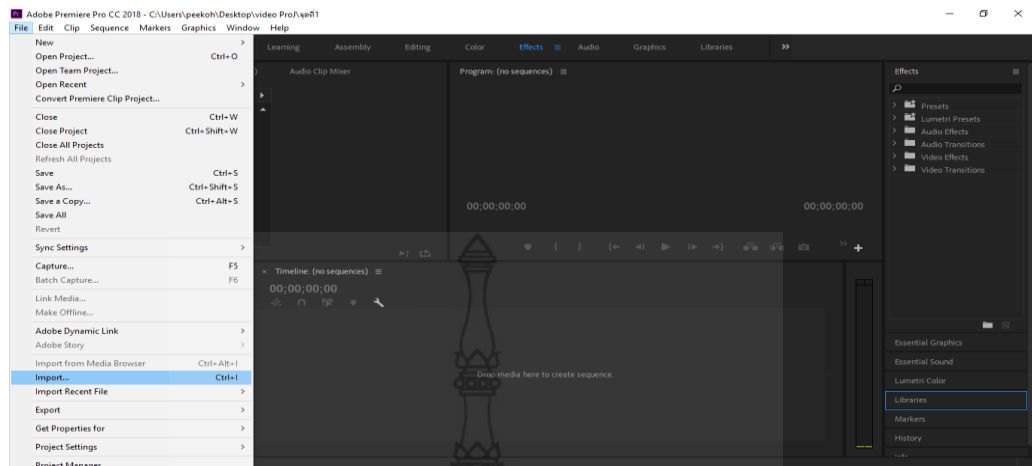 Pr Adobe Premiere Pro CC 2018 - C:\Users\peekoh\Desktop\video ProJ\จุดที่1
File Edit Clip Sequence Markers Graphics Window Help
New
Open Project... Ctrl+O
Open Team Project...
Open Recent
Convert Premiere Clip Project...
Close Ctrl+W
Close Project Ctrl+Shift+W
Close All Projects
Refresh All Projects
Save Ctrl+S
Save As... Ctrl+Shift+S
Save a Copy... Ctrl+Alt+S
Save All
Revert
Sync Settings
Capture... F5
Batch Capture... F6
Link Media...
Make Offline...
Adobe Dynamic Link
Adobe Story
Import from Media Browser Ctrl+Alt+I
Import... Ctrl+I
Import Recent File
Export
Get Properties for
Project Settings
Project Manager
Learning Assembly Editing Color Effects Audio Graphics Libraries
Audio Clip Mixer
Program: (no sequences)
00;00;00;00 00;00;00;00
Timeline: (no sequences)
00;00;00;00
Drop media here to create sequence.
Effects
Presets
Lumetri Presets
Audio Effects
Audio Transitions
Video Effects
Video Transitions
Essential Graphics
Essential Sound
Lumetri Color
Libraries
Markers
History
Info